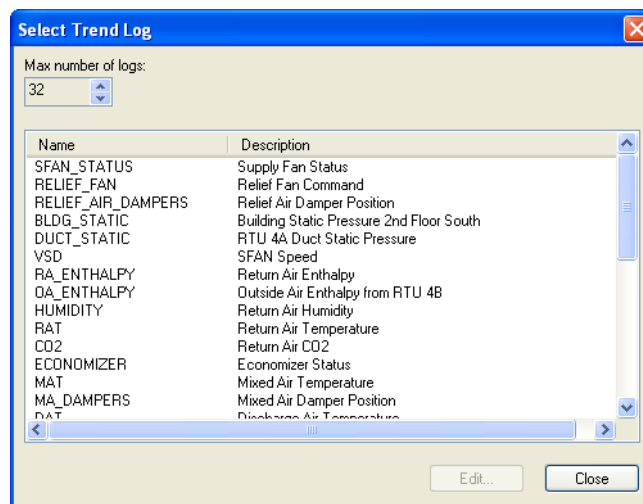 Select Trend Log
Max number of logs:
32
Name Description
SFAN_STATUS Supply Fan Status
RELIEF_FAN Relief Fan Command
RELIEF_AIR_DAMPERS Relief Air Damper Position
BLDG_STATIC Building Static Pressure 2nd Floor South
DUCT_STATIC RTU 4A Duct Static Pressure
VSD SFAN Speed
RA_ENTHALPY Return Air Enthalpy
OA_ENTHALPY Outside Air Enthalpy from RTU 4B
HUMIDITY Return Air Humidity
RAT Return Air Temperature
CO2 Return Air CO2
ECONOMIZER Economizer Status
MAT Mixed Air Temperature
MA_DAMPERS Mixed Air Damper Position
DAT Discharge Air Temperature
Edit... Close